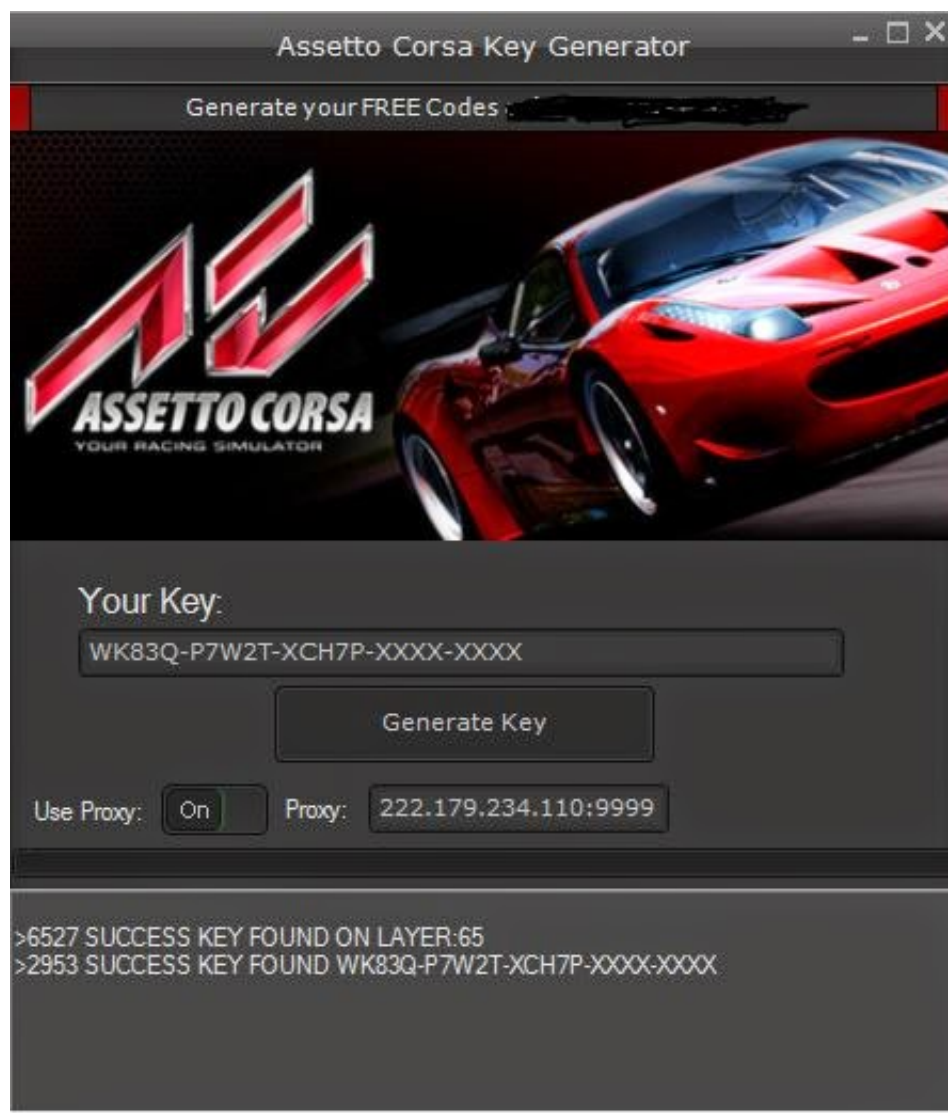 Assetto Corsa Key Generator
Generate your FREE Codes
ASSETTO CORSA
YOUR RACING SIMULATOR
Your Key:
WK83Q-P7W2T-XCH7P-XXXX-XXXX
Generate Key
Use Proxy: On Proxy: 222.179.234.110:9999
>6527 SUCCESS KEY FOUND ON LAYER:65
>2953 SUCCESS KEY FOUND WK83Q-P7W2T-XCH7P-XXXX-XXXX